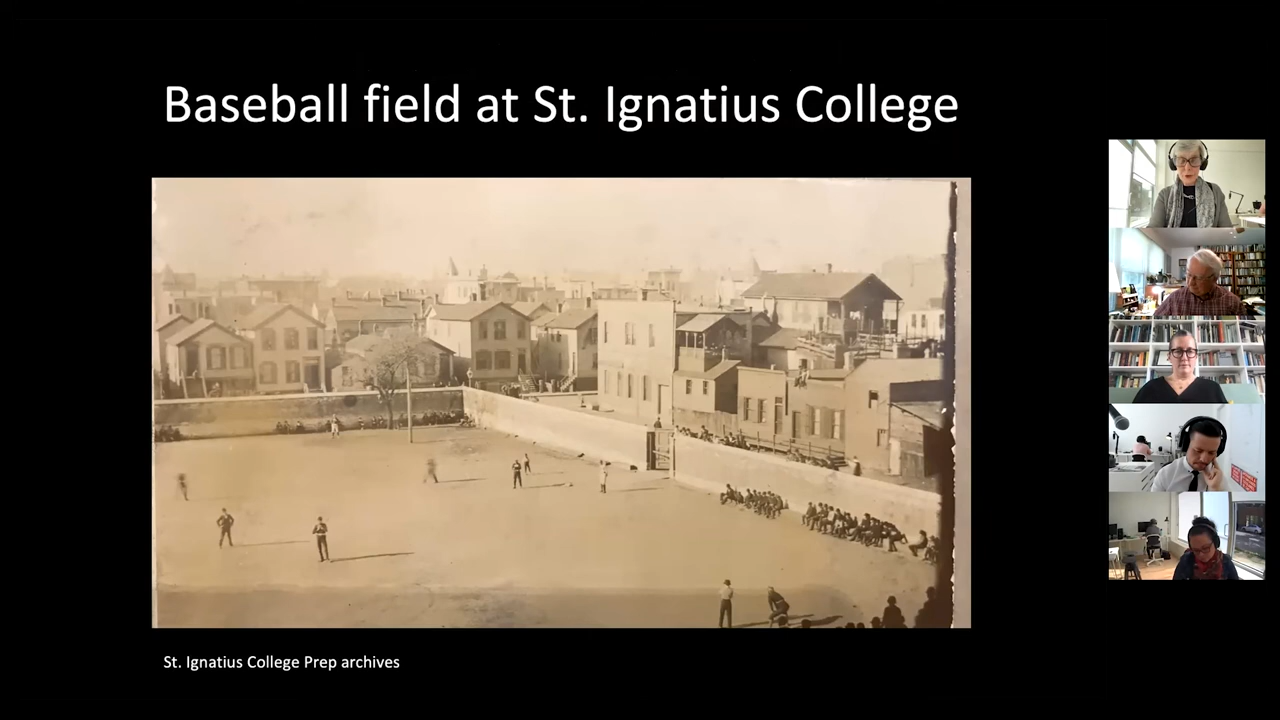 Baseball field at St. Ignatius College
St. Ignatius College Prep archives